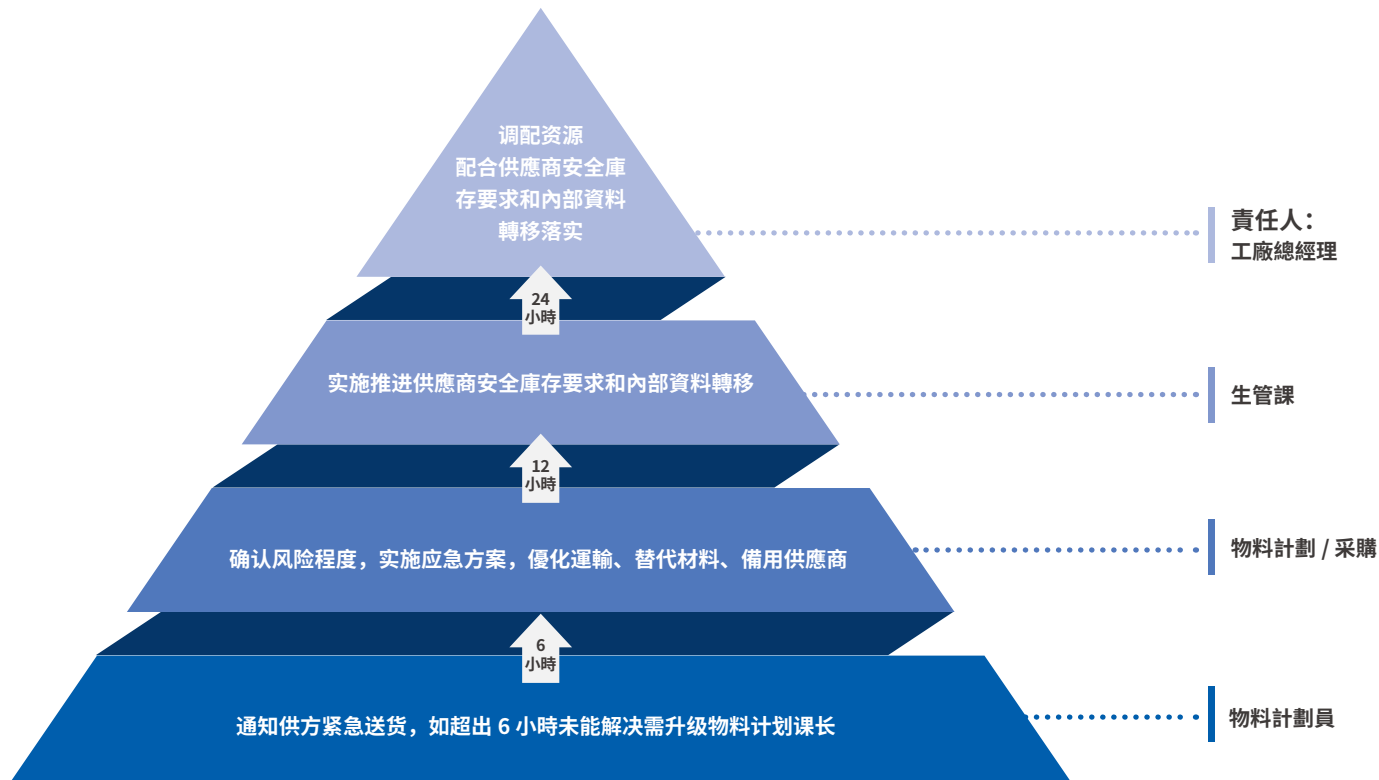 调配资源
配合供應商安全庫
存要求和內部資料
轉移落实
責任人：
工廠總經理
24
小時
实施推进供應商安全庫存要求和內部資料轉移
生管課
12
小時
确认风险程度，实施应急方案，優化運輸、替代材料、備用供應商
物料計劃 / 采購
6
小時
通知供方紧急送货，如超出 6 小時未能解决需升级物料计划课长
物料計劃員